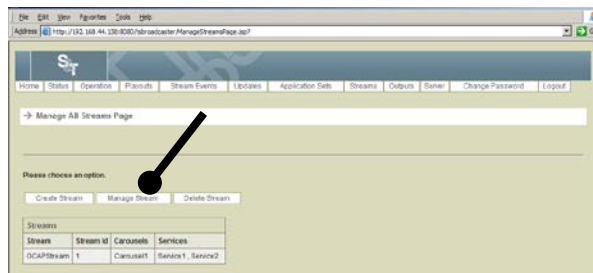 File Edit View Favorites Tools Help
Address http://192.168.44.158:8080/tsbroadcaster/ManageStreamsPage.jsp?
S&T
Home Status Operation Playouts Stream Events Updates Application Sets Streams Outputs Server Change Password Logout
Manage All Streams Page
Please choose an option.
Create Stream Manage Stream Delete Stream
Streams
Stream Stream Id Carousels Services
OCAPStream 1 Carousel1 Service1 , Service2